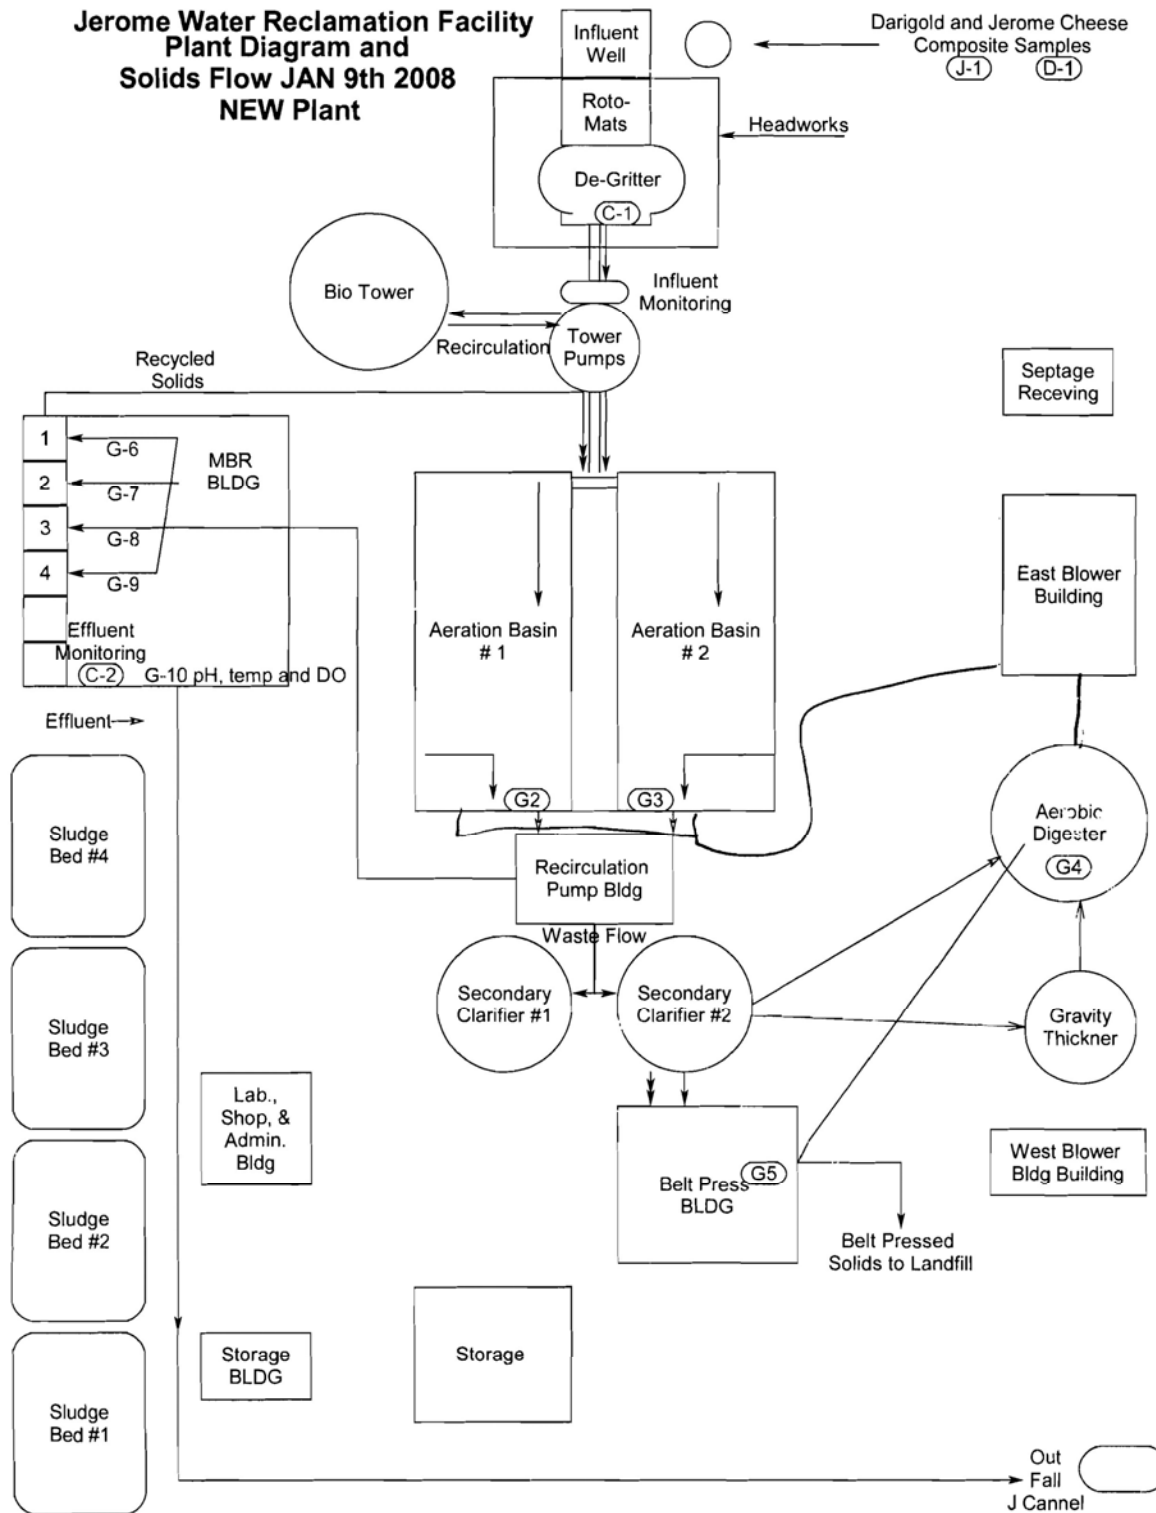 Jerome Water Reclamation Facility
Plant Diagram and
Solids Flow JAN 9th 2008
NEW Plant
Influent
Well
Darigold and Jerome Cheese
Composite Samples
J-1
D-1
Roto-
Mats
Headworks
De-Gritter
C-1
Influent
Monitoring
Bio Tower
Recirculation
Tower
Pumps
Recycled
Solids
Septage
Receving
1
G-6
MBR
BLDG
2
G-7
3
G-8
4
G-9
Effluent
Monitoring
C-2
G-10 pH, temp and DO
Effluent
Aeration Basin
# 1
Aeration Basin
# 2
East Blower
Building
G2
G3
Sludge
Bed #4
Recirculation
Pump Bldg
Waste Flow
Aerobic
Digester
G4
Secondary
Clarifier #1
Secondary
Clarifier #2
Gravity
Thickner
Sludge
Bed #3
Lab.,
Shop, &
Admin.
Bldg
Belt Press
BLDG
G5
West Blower
Bldg Building
Belt Pressed
Solids to Landfill
Sludge
Bed #2
Storage
BLDG
Storage
Sludge
Bed #1
Out
Fall
J Cannel